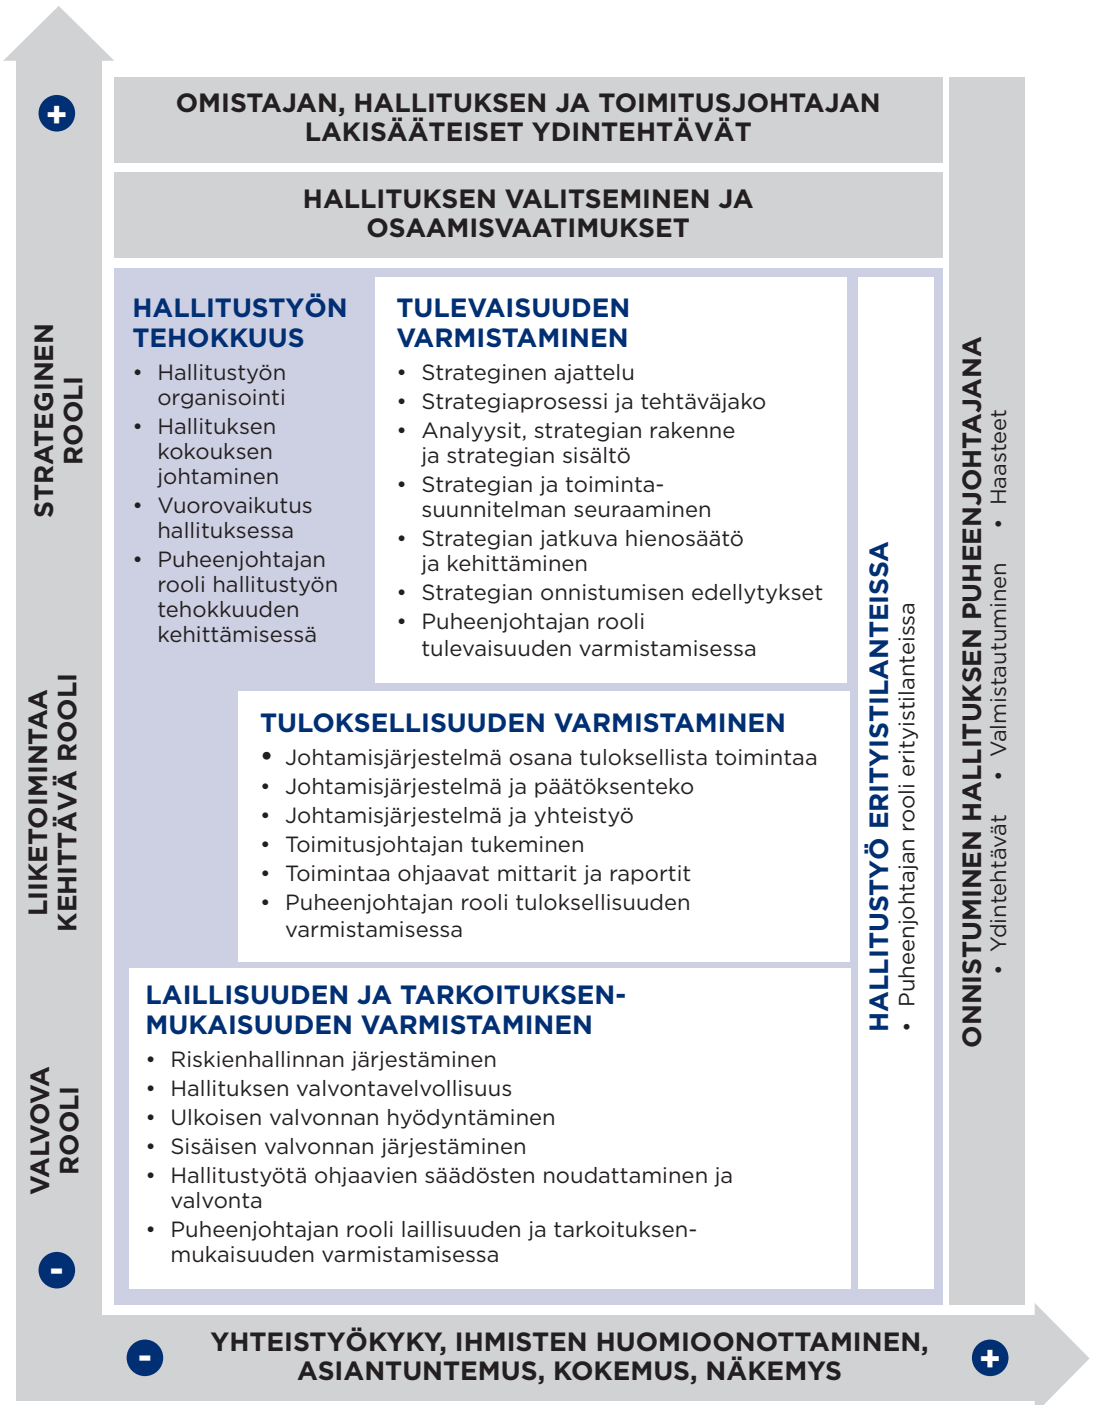 +
OMISTAJAN, HALLITUKSEN JA TOIMITUSJOHTAJAN
LAKISÄÄTEISET YDINTEHTÄVÄT
HALLITUKSEN VALITSEMINEN JA
OSAAMISVAATIMUKSET
STRATEGINEN
ROOLI
LIIKETOIMINTAA
KEHITTÄVÄ ROOLI
VALVOVA
ROOLI
-
HALLITUSTYÖN
TEHOKKUUS
• Hallitustyön
organisointi
• Hallituksen
kokouksen
johtaminen
• Vuorovaikutus
hallituksessa
• Puheenjohtajan
rooli hallitustyön
tehokkuuden
kehittämisessä
TULEVAISUUDEN
VARMISTAMINEN
• Strateginen ajattelu
• Strategiaprosessi ja tehtäväjako
• Analyysit, strategian rakenne
ja strategian sisältö
• Strategian ja toiminta-
suunnitelman seuraaminen
• Strategian jatkuva hienosäätö
ja kehittäminen
• Strategian onnistumisen edellytykset
• Puheenjohtajan rooli
tulevaisuuden varmistamisessa
TULOKSELLISUUDEN VARMISTAMINEN
• Johtamisjärjestelmä osana tuloksellista toimintaa
• Johtamisjärjestelmä ja päätöksenteko
• Johtamisjärjestelmä ja yhteistyö
• Toimitusjohtajan tukeminen
• Toimintaa ohjaavat mittarit ja raportit
• Puheenjohtajan rooli tuloksellisuuden
varmistamisessa
LAILLISUUDEN JA TARKOITUKSEN-
MUKAISUUDEN VARMISTAMINEN
• Riskienhallinnan järjestäminen
• Hallituksen valvontavelvollisuus
• Ulkoisen valvonnan hyödyntäminen
• Sisäisen valvonnan järjestäminen
• Hallitustyötä ohjaavien säädösten noudattaminen ja
valvonta
• Puheenjohtajan rooli laillisuuden ja tarkoituksen-
mukaisuuden varmistamisessa
HALLITUSTYÖ ERITYISTILANTEISSA
• Puheenjohtajan rooli erityistilanteissa
ONNISTUMINEN HALLITUKSEN PUHEENJOHTAJANA
• Ydintehtävät • Valmistautuminen • Haasteet
-
YHTEISTYÖKYKY, IHMISTEN HUOMIOONOTTAMINEN,
ASIANTUNTEMUS, KOKEMUS, NÄKEMYS
+